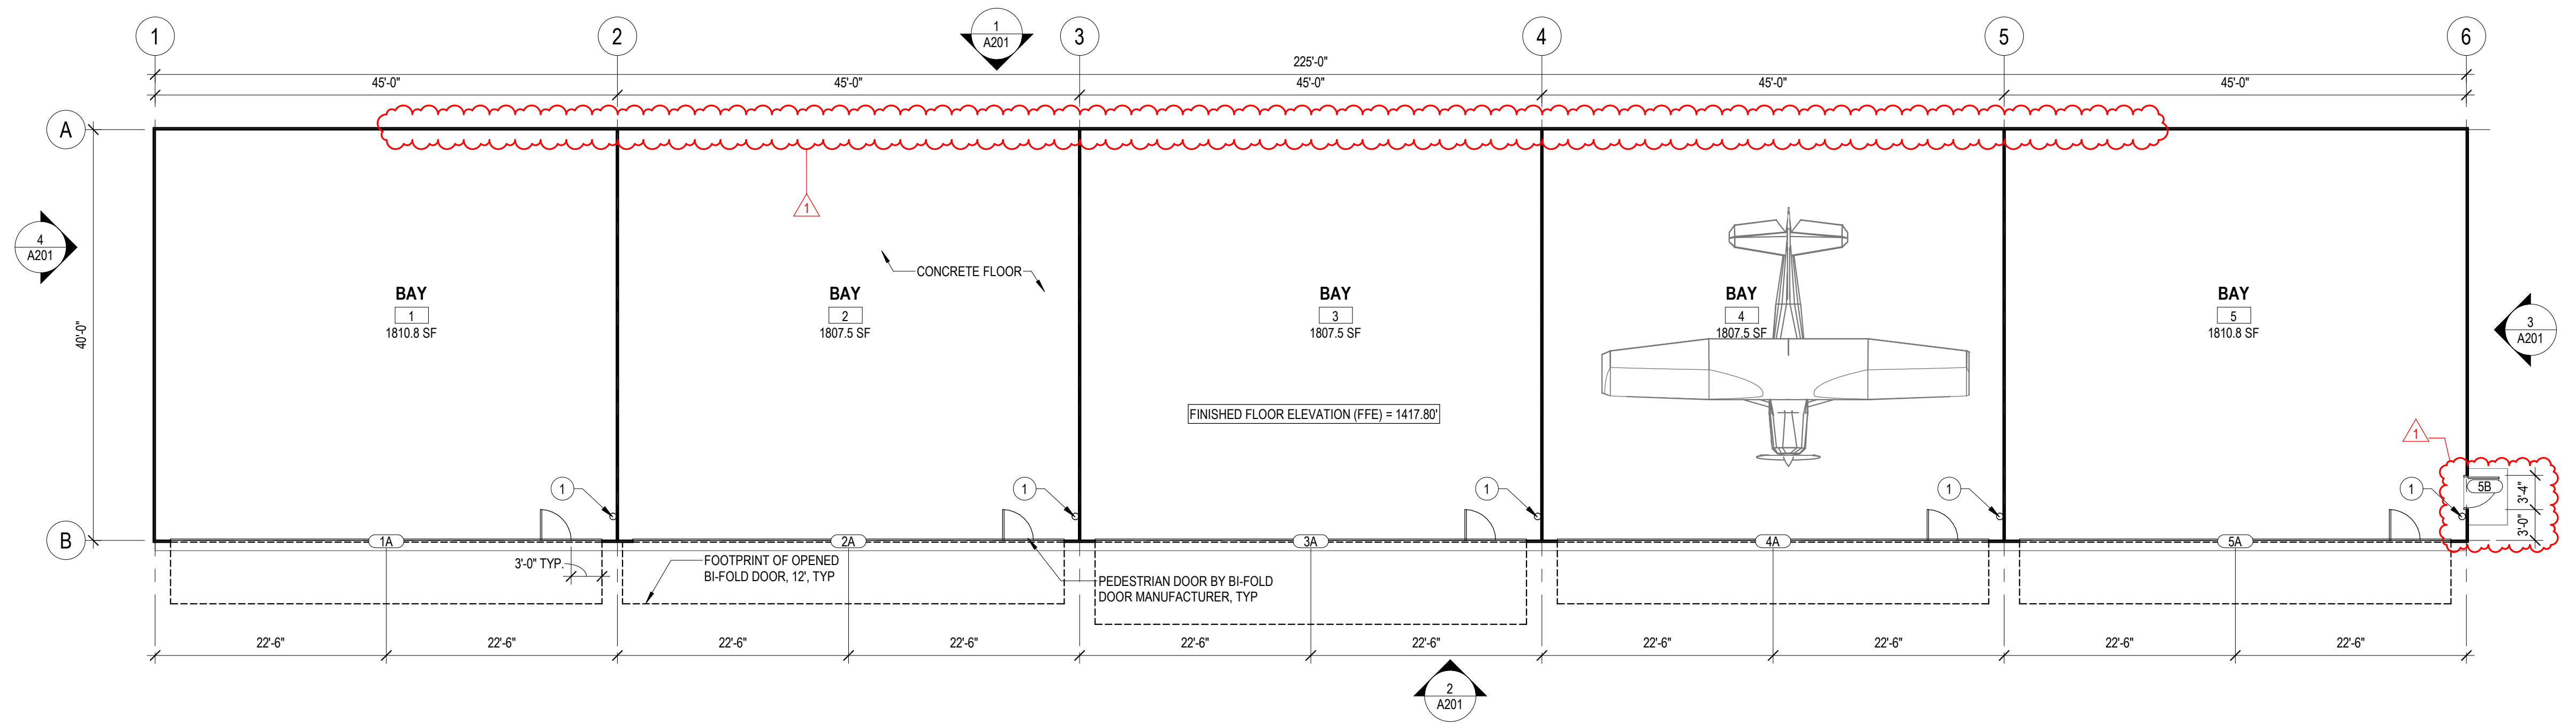 1
2
1
A201
3
4
5
6
225'-0"
45'-0"
45'-0"
45'-0"
45'-0"
45'-0"
A
1
4
A201
40'-0"
CONCRETE FLOOR
BAY
1
1810.8 SF
BAY
2
1807.5 SF
BAY
3
1807.5 SF
BAY
4
1807.5 SF
BAY
5
1810.8 SF
3
A201
FINISHED FLOOR ELEVATION (FFE) = 1417.80'
1
1
1
1
1
1
5B
3'-4"
3'-0"
B
1A
2A
3A
4A
5A
3'-0" TYP.
FOOTPRINT OF OPENED
BI-FOLD DOOR, 12', TYP
PEDESTRIAN DOOR BY BI-FOLD
DOOR MANUFACTURER, TYP
22'-6"
22'-6"
22'-6"
22'-6"
22'-6"
22'-6"
22'-6"
22'-6"
22'-6"
22'-6"
2
A201